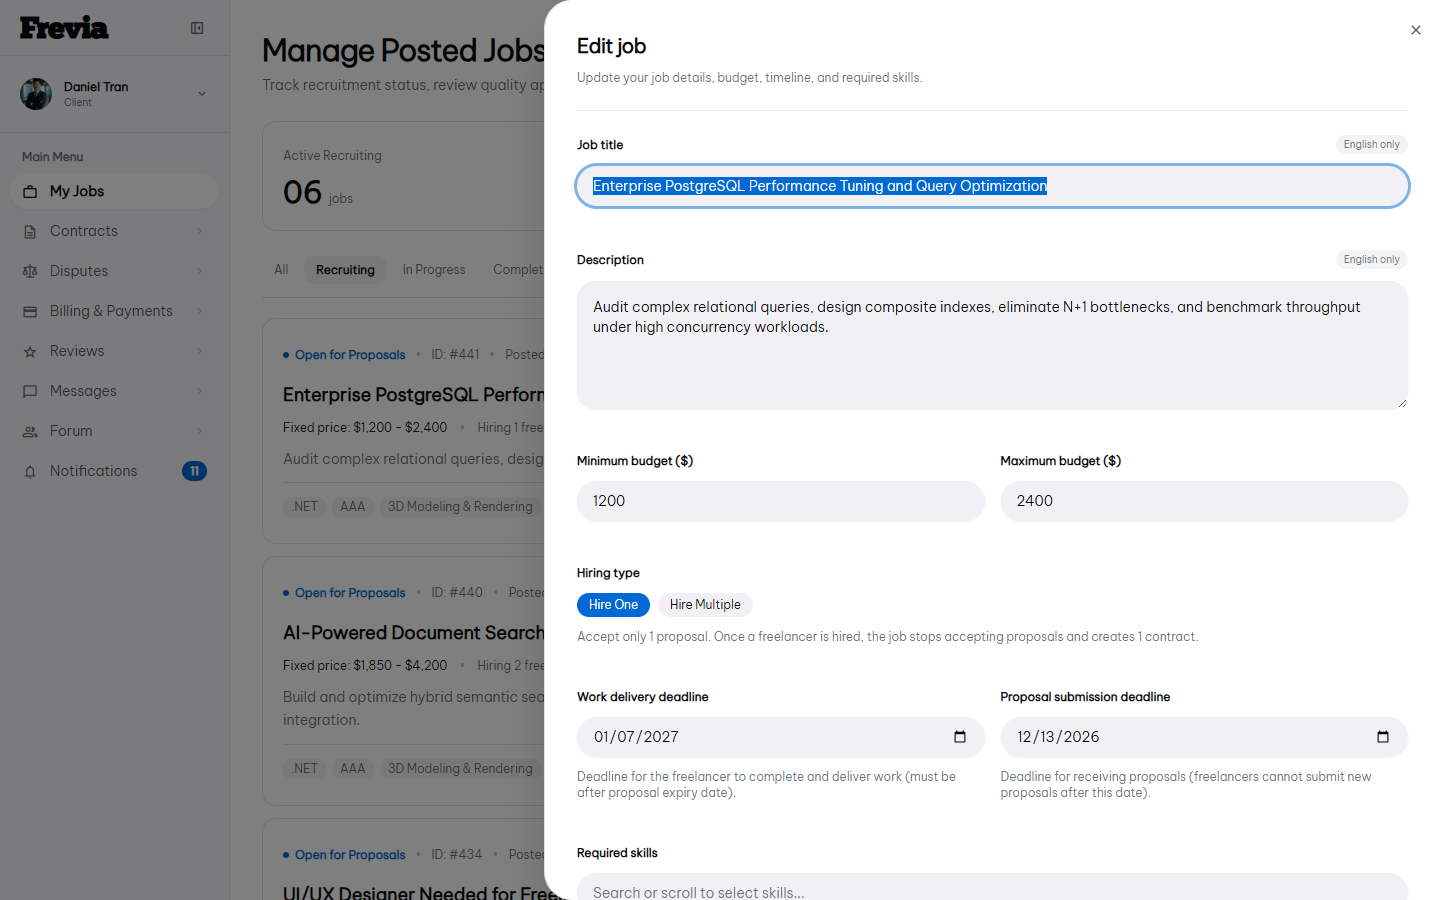 Frevia
Daniel Tran
Client
Main Menu
My Jobs
Contracts
Disputes
Billing & Payments
Reviews
Messages
Forum
Notifications
11
Manage Posted Jobs
Track recruitment status, review quality ap
Active Recruiting
06 jobs
All
Recruiting
In Progress
Complet
Open for Proposals • ID: #441 • Posted
Enterprise PostgreSQL Perform
Fixed price: $1,200 - $2,400 • Hiring 1 free
Audit complex relational queries, desig
.NET
AAA
3D Modeling & Rendering
Open for Proposals • ID: #440 • Poste
AI-Powered Document Search
Fixed price: $1,850 - $4,200 • Hiring 2 free
Build and optimize hybrid semantic sea
integration.
.NET
AAA
3D Modeling & Rendering
Open for Proposals • ID: #434 • Posted
UI/UX Designer Needed for Free
Edit job
Update your job details, budget, timeline, and required skills.
Job title
English only
Enterprise PostgreSQL Performance Tuning and Query Optimization
Description
English only
Audit complex relational queries, design composite indexes, eliminate N+1 bottlenecks, and benchmark throughput
under high concurrency workloads.
Minimum budget ($)
Maximum budget ($)
1200
2400
Hiring type
Hire One
Hire Multiple
Accept only 1 proposal. Once a freelancer is hired, the job stops accepting proposals and creates 1 contract.
Work delivery deadline
Proposal submission deadline
01/07/2027
12/13/2026
Deadline for the freelancer to complete and deliver work (must be
after proposal expiry date).
Deadline for receiving proposals (freelancers cannot submit new
proposals after this date).
Required skills
Search or scroll to select skills...